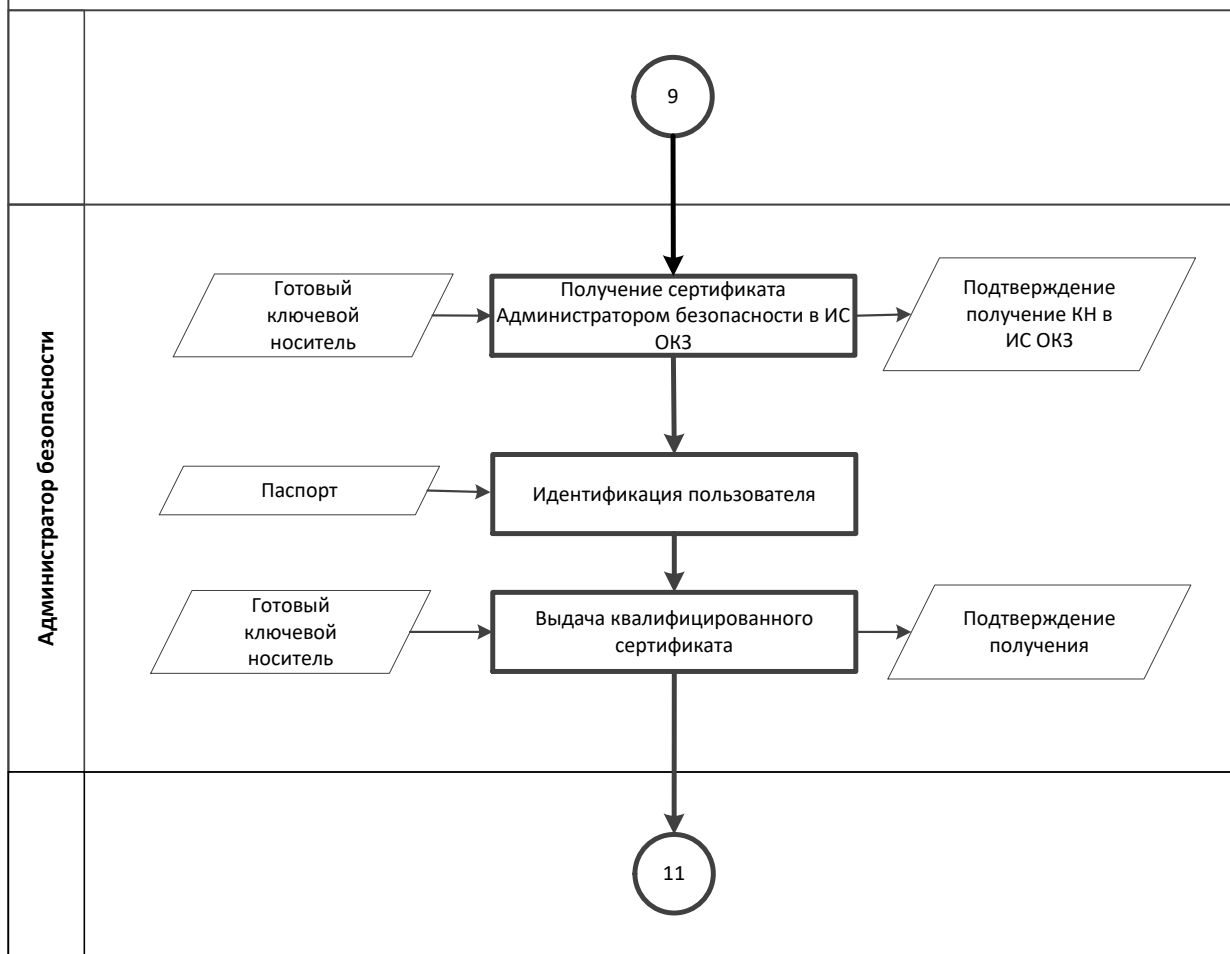 9
Администратор безопасности
Готовый
ключевой
носитель
Получение сертификата
Администратором безопасности в ИС
ОКЗ
Подтверждение
получение КН в
ИС ОКЗ
Паспорт
Идентификация пользователя
Готовый
ключевой
носитель
Выдача квалифицированного
сертификата
Подтверждение
получения
11